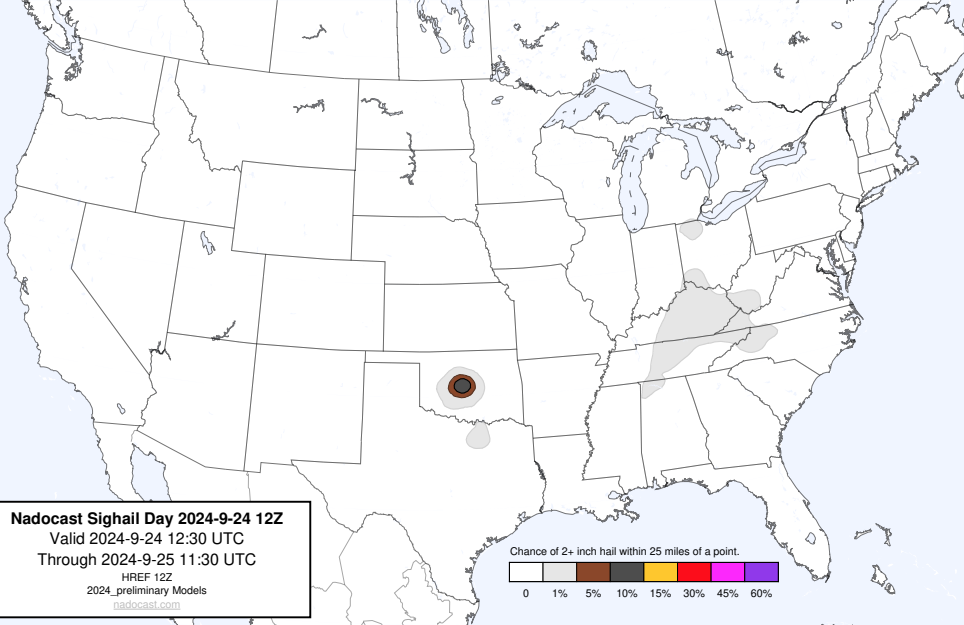 Nadocast Sighail Day 2024-9-24 12Z
Valid 2024-9-24 12:30 UTC
Through 2024-9-25 11:30 UTC
HREF 12Z
2024_preliminary Models
nadocast.com
Chance of 2+ inch hail within 25 miles of a point.
0 1% 5% 10% 15% 30% 45% 60%